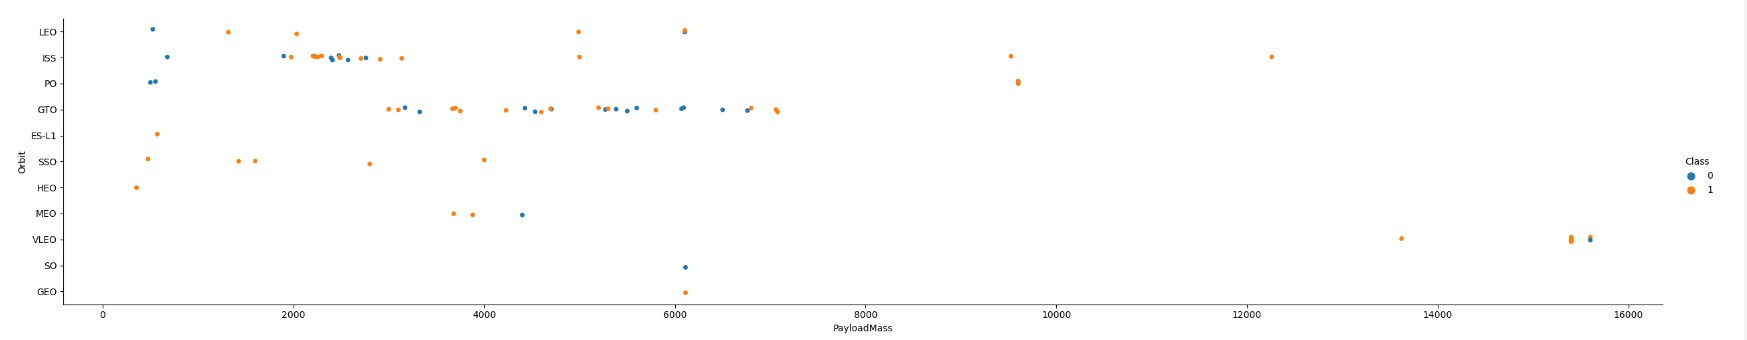 LEO
ISS
PO
GTO
ES-L1
SSO
HEO
MEO
VLEO
SO
GEO
Orbit
0 2000 4000 6000 8000 10000 12000 14000 16000
PayloadMass
Class
0
1